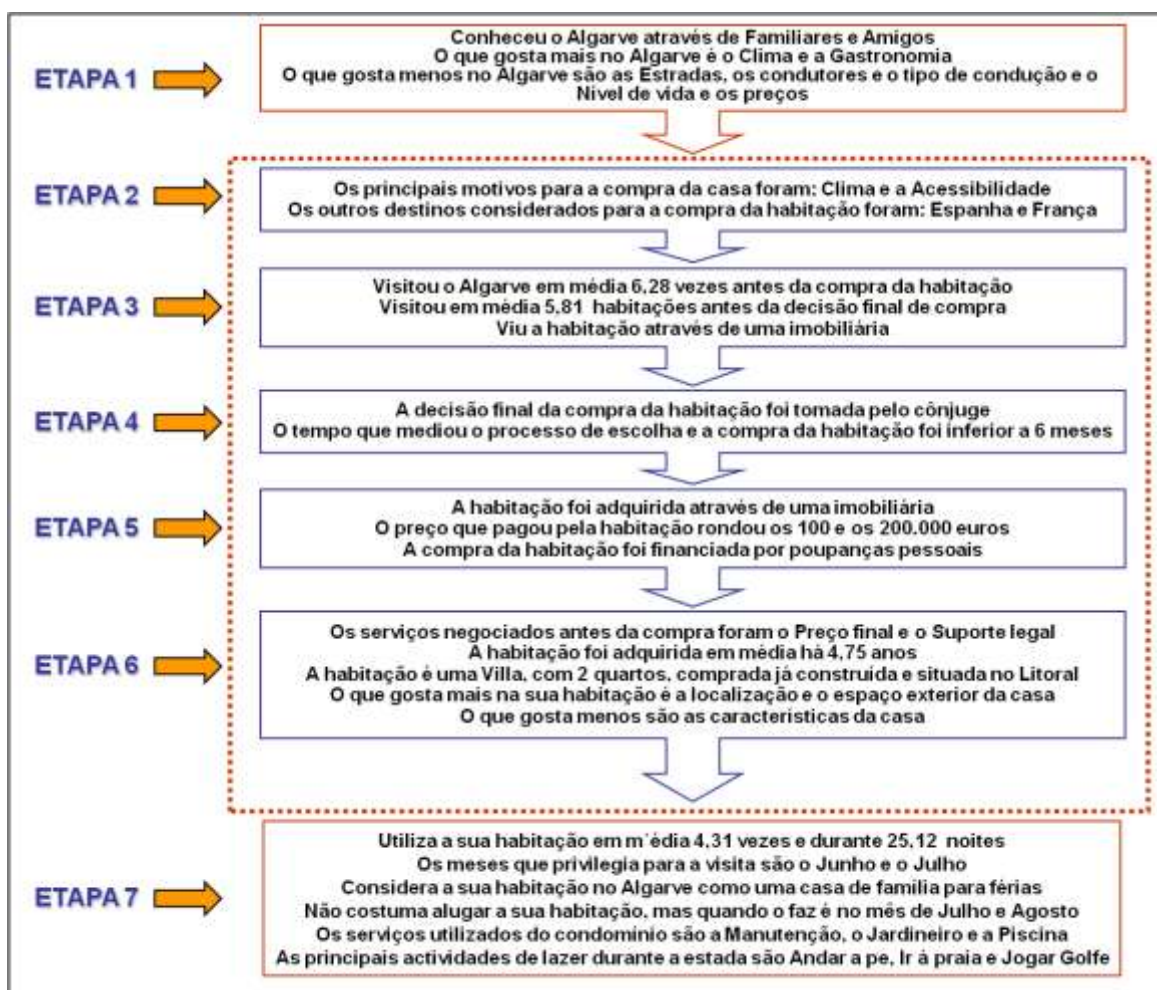 Conheceu o Algarve através de Familiares e Amigos
O que gosta mais no Algarve é o Clima e a Gastronomia
ETAPA 1
O que gosta menos no Algarve são as Estradas, os condutores e o tipo de condução e o
Nivel de vida e os preços
ETAPA 2
Os principais motivos para a compra da casa foram: Clima e a Acessibilidade
Os outros destinos considerados para a compra da habitação foram: Espanha e França
Visitou o Algarve em média 6,28 vezes antes da compra da habitação
ETAPA 3
Visitou em média 5,81 habitações antes da decisão final de compra
Viu a habitação através de uma imobiliária
ETAPA 4
A decisão final da compra da habitação foi tomada pelo cônjuge
O tempo que mediou o processo de escolha e a compra da habitação foi inferior a 6 meses
A habitação foi adquirida através de uma imobiliária
ETAPA 5
O preço que pagou pela habitação rondou os 100 e os 200.000 euros
A compra da habitação foi financiada por poupanças pessoais
Os serviços negociados antes da compra foram o Preço final e o Suporte legal
A habitação foi adquirida em média há 4,75 anos
ETAPA 6
A habitação é uma Villa, com 2 quartos, comprada já construída e situada no Litoral
O que gosta mais na sua habitação é a localização e o espaço exterior da casa
O que gosta menos são as características da casa
Utiliza a sua habitação em m´édia 4,31 vezes e durante 25,12 noites
Os meses que privilegia para a visita são o Junho e o Julho
Considera a sua habitação no Algarve como uma casa de família para férias
ETAPA 7
Não costuma alugar a sua habitação, mas quando o faz é no mês de Julho e Agosto
Os serviços utilizados do condomínio são a Manutenção, o Jardineiro e a Piscina
As principais actividades de lazer durante a estada são Andar a pe, Ir á praia e Jogar Golfe